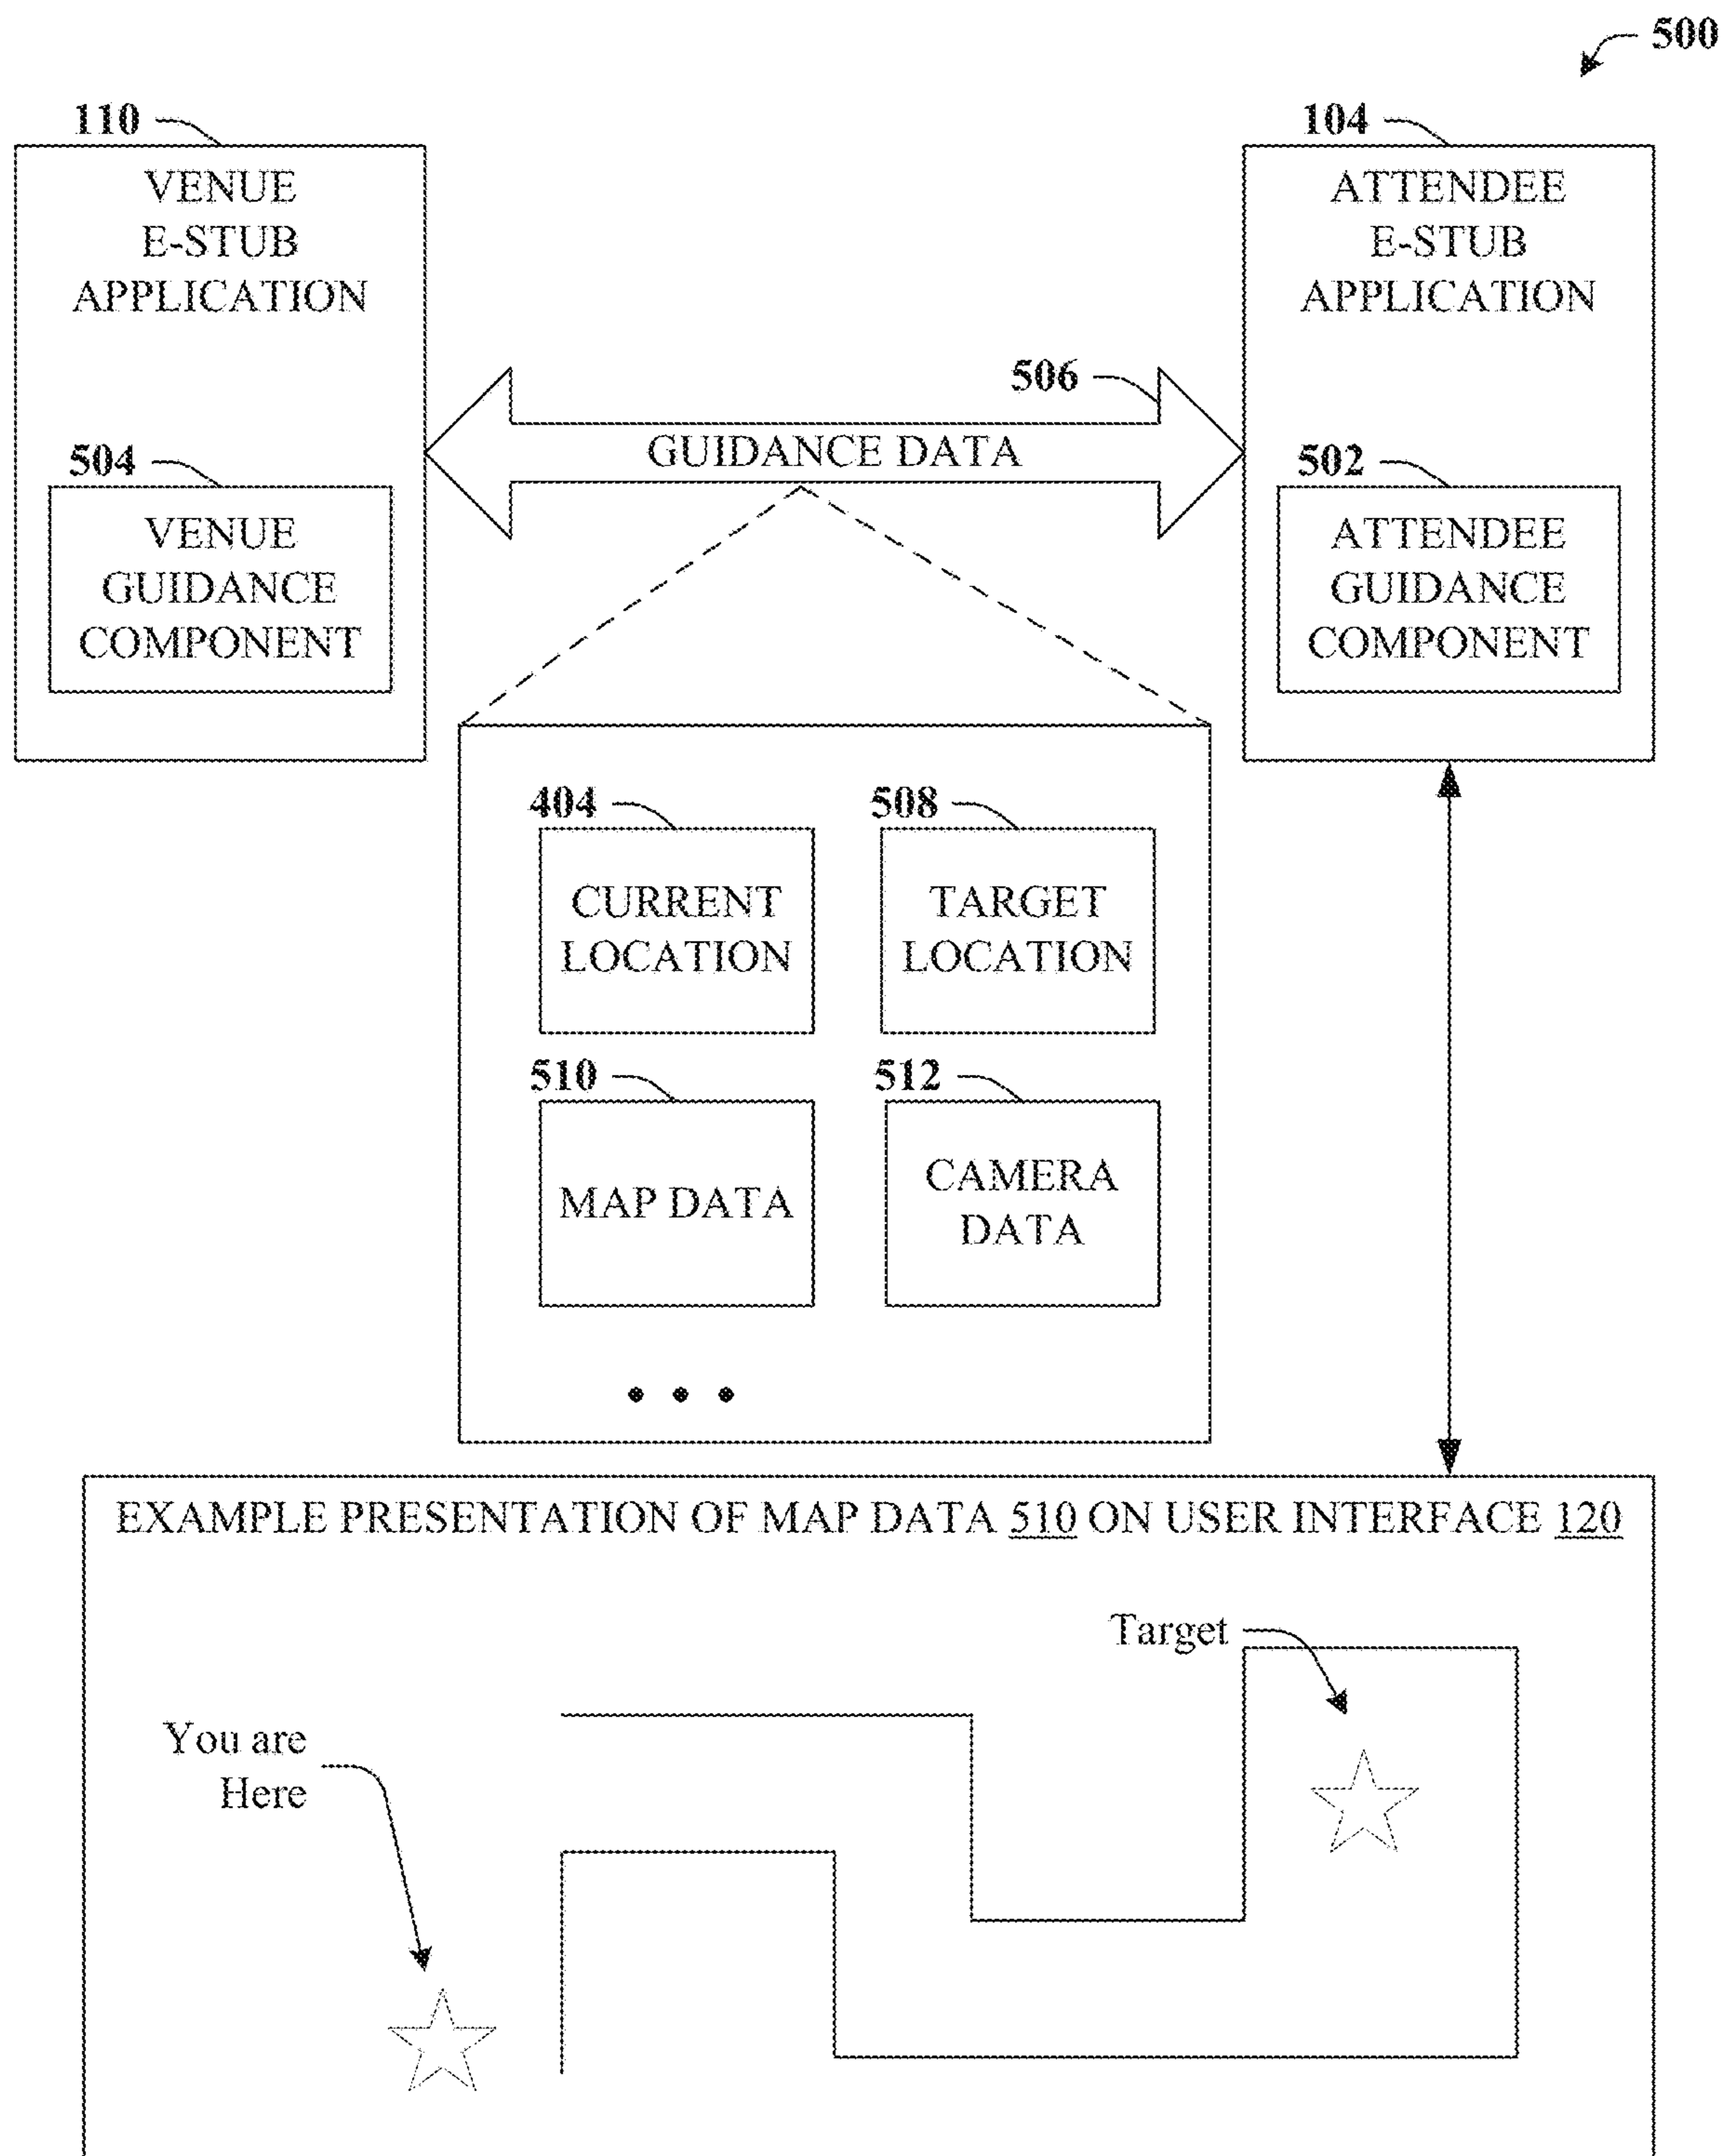 500
110
VENUE
E-STUB
APPLICATION
104
ATTENDEE
E-STUB
APPLICATION
506
GUIDANCE DATA
504
VENUE
GUIDANCE
COMPONENT
502
ATTENDEE
GUIDANCE
COMPONENT
404
CURRENT
LOCATION
508
TARGET
LOCATION
510
MAP DATA
512
CAMERA
DATA
• • •
EXAMPLE PRESENTATION OF MAP DATA 510 ON USER INTERFACE 120
Target
You are
Here